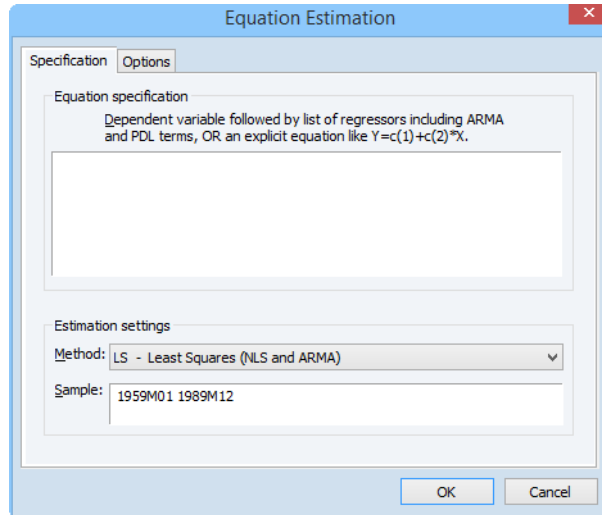 Equation Estimation
Specification Options
Equation specification
Dependent variable followed by list of regressors including ARMA
and PDL terms, OR an explicit equation like Y=c(1)+c(2)*X.
Estimation settings
Method: LS - Least Squares (NLS and ARMA)
Sample: 1959M01 1989M12
OK Cancel